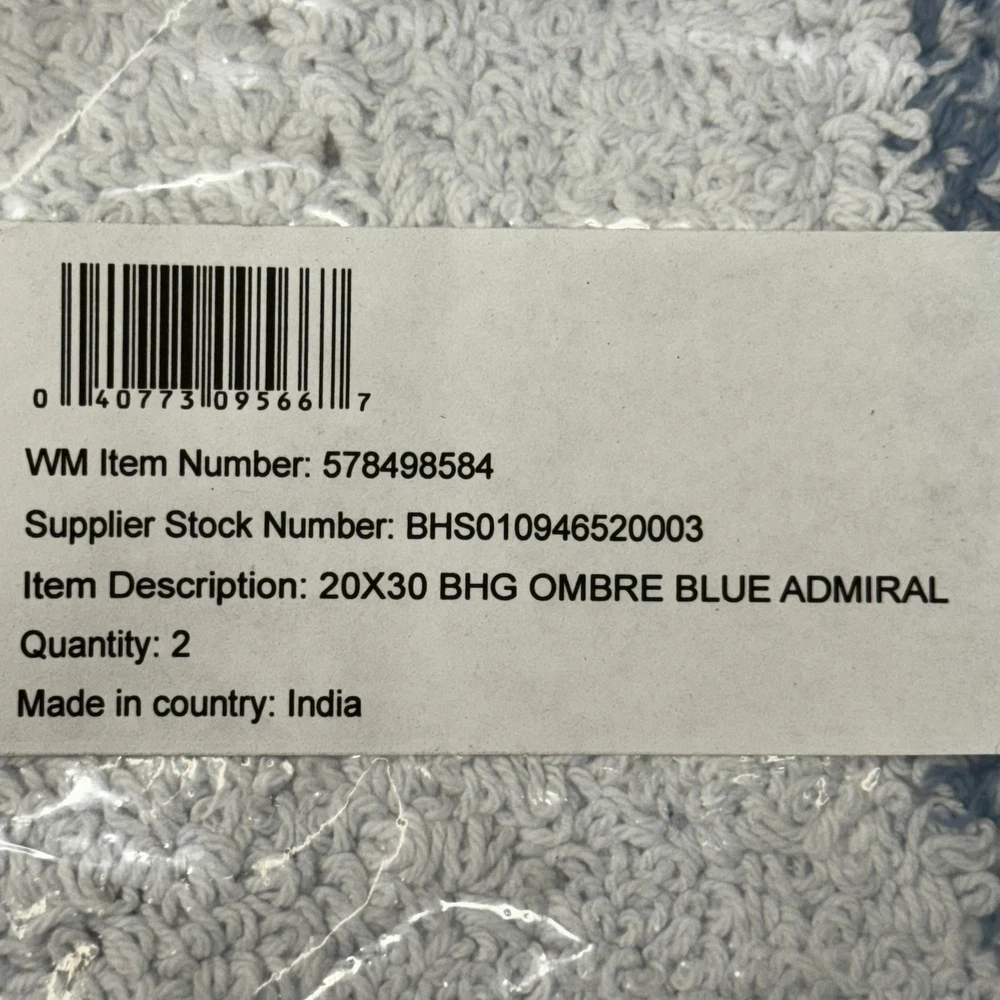 0 40773 09566 7
WM Item Number: 578498584
Supplier Stock Number: BHS010946520003
Item Description: 20X30 BHG OMBRE BLUE ADMIRAL
Quantity: 2
Made in country: India